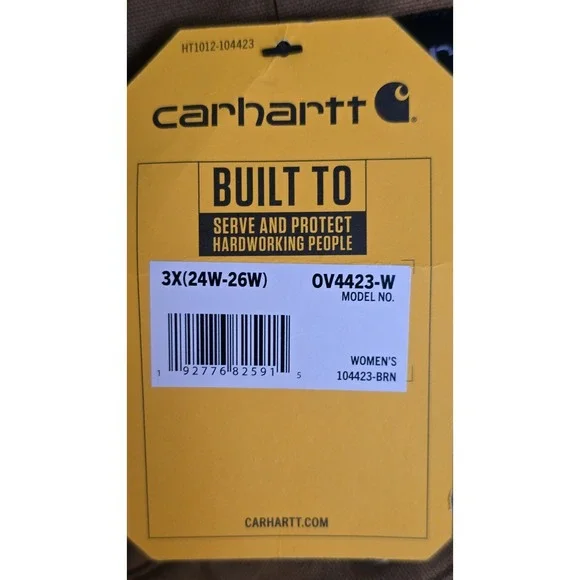 HT1012-104423
carhartt
BUILT TO
SERVE AND PROTECT
HARDWORKING PEOPLE
3X(24W-26W) OV4423-W
MODEL NO.
WOMEN'S
1 92776 82591 5 104423-BRN
CARHARTT.COM